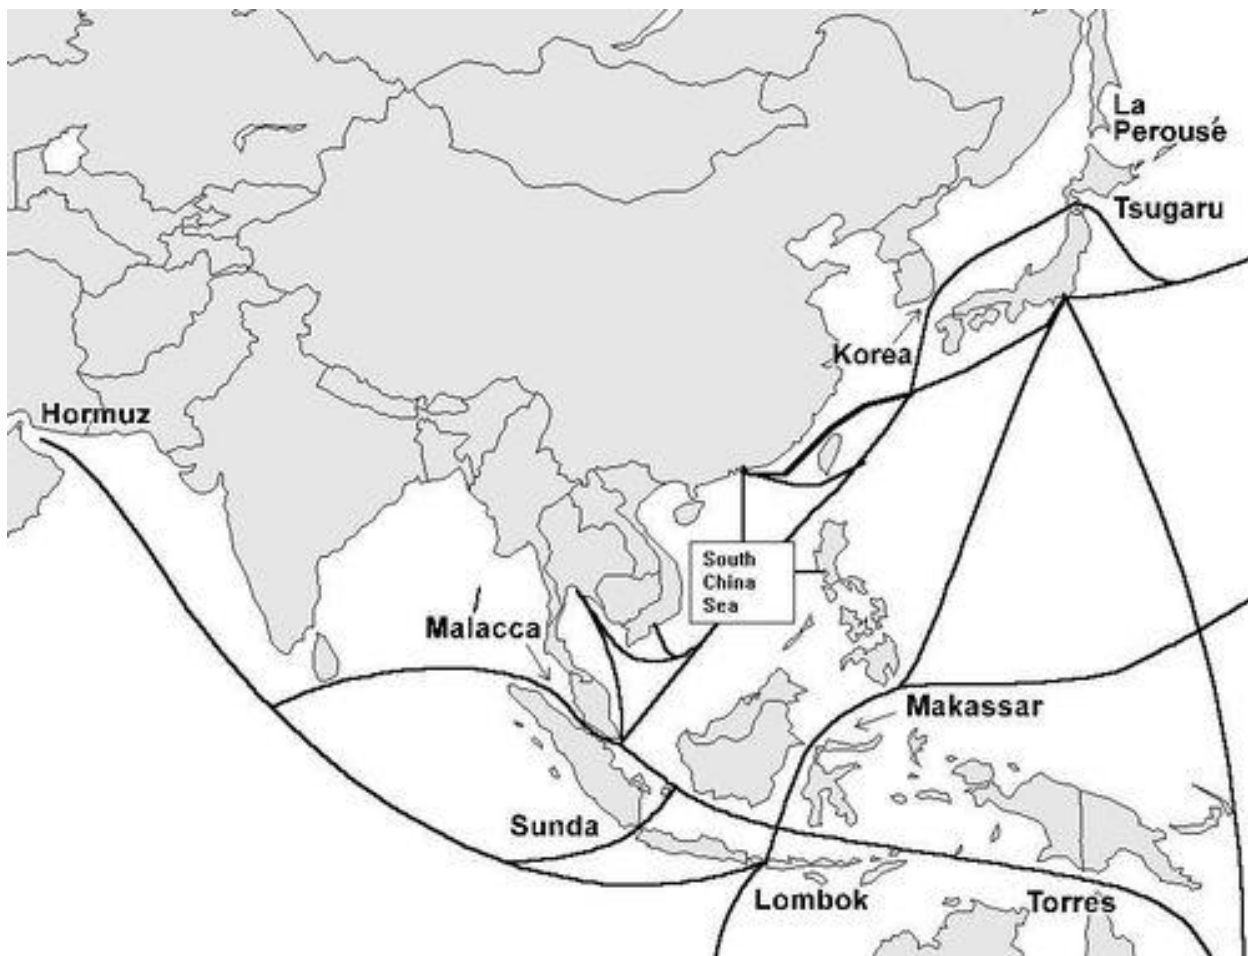 La
Perousé
Tsugaru
Korea
Hormuz
South
China
Sea
Malacca
Makassar
Sunda
Lombok
Torres